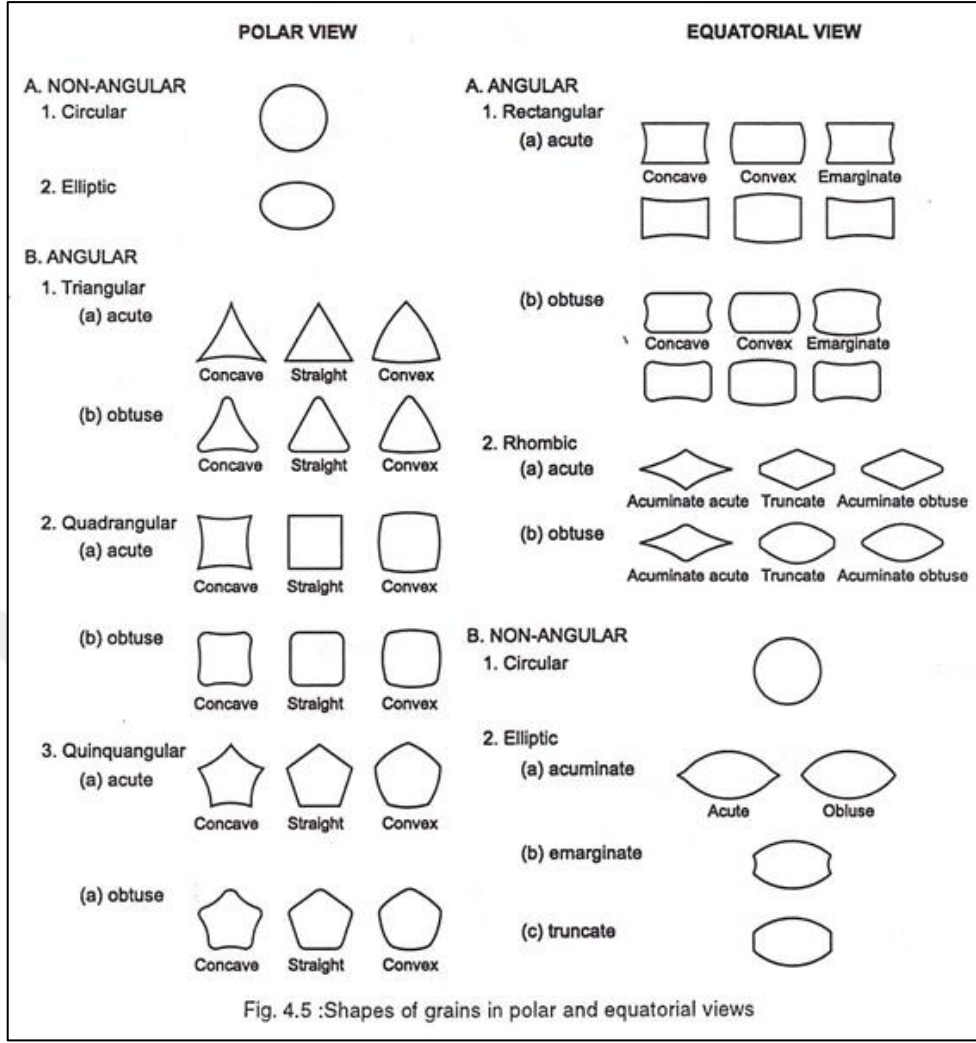 POLAR VIEW
A. NON-ANGULAR
1. Circular
2. Elliptic
B. ANGULAR
1. Triangular
(a) acute
Concave Straight Convex
(b) obtuse
Concave Straight Convex
2. Quadrangular
(a) acute
Concave Straight Convex
(b) obtuse
Concave Straight Convex
3. Quinquangular
(a) acute
Concave Straight Convex
(a) obtuse
Concave Straight Convex
EQUATORIAL VIEW
A. ANGULAR
1. Rectangular
(a) acute
Concave Convex Emarginate
(b) obtuse
Concave Convex Emarginate
2. Rhombic
(a) acute
Acuminate acute Truncate Acuminate obtuse
(b) obtuse
Acuminate acute Truncate Acuminate obtuse
B. NON-ANGULAR
1. Circular
2. Elliptic
(a) acuminate
Acute Obluse
(b) emarginate
(c) truncate
Fig. 4.5 :Shapes of grains in polar and equatorial views